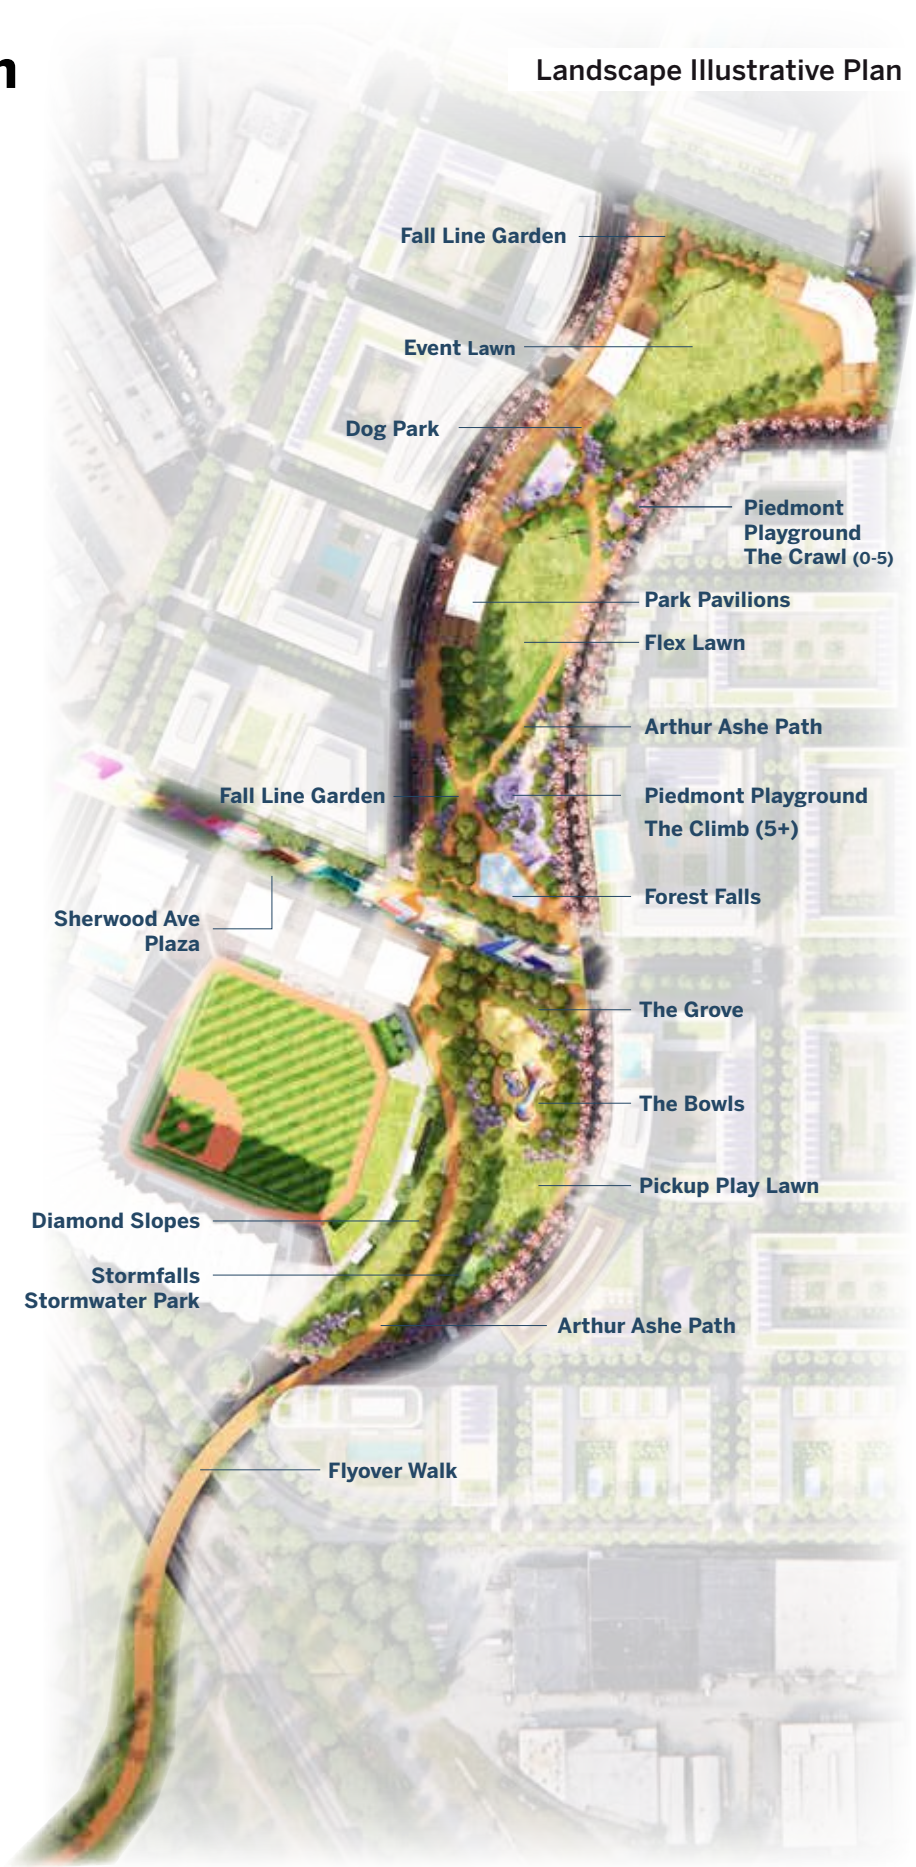 n
Landscape Illustrative Plan
Fall Line Garden
Event Lawn
Dog Park
Piedmont
Playground
The Crawl (0-5)
Park Pavilions
Flex Lawn
Arthur Ashe Path
Fall Line Garden
Piedmont Playground
The Climb (5+)
Forest Falls
Sherwood Ave
Plaza
The Grove
The Bowls
Pickup Play Lawn
Diamond Slopes
Stormfalls
Stormwater Park
Arthur Ashe Path
Flyover Walk